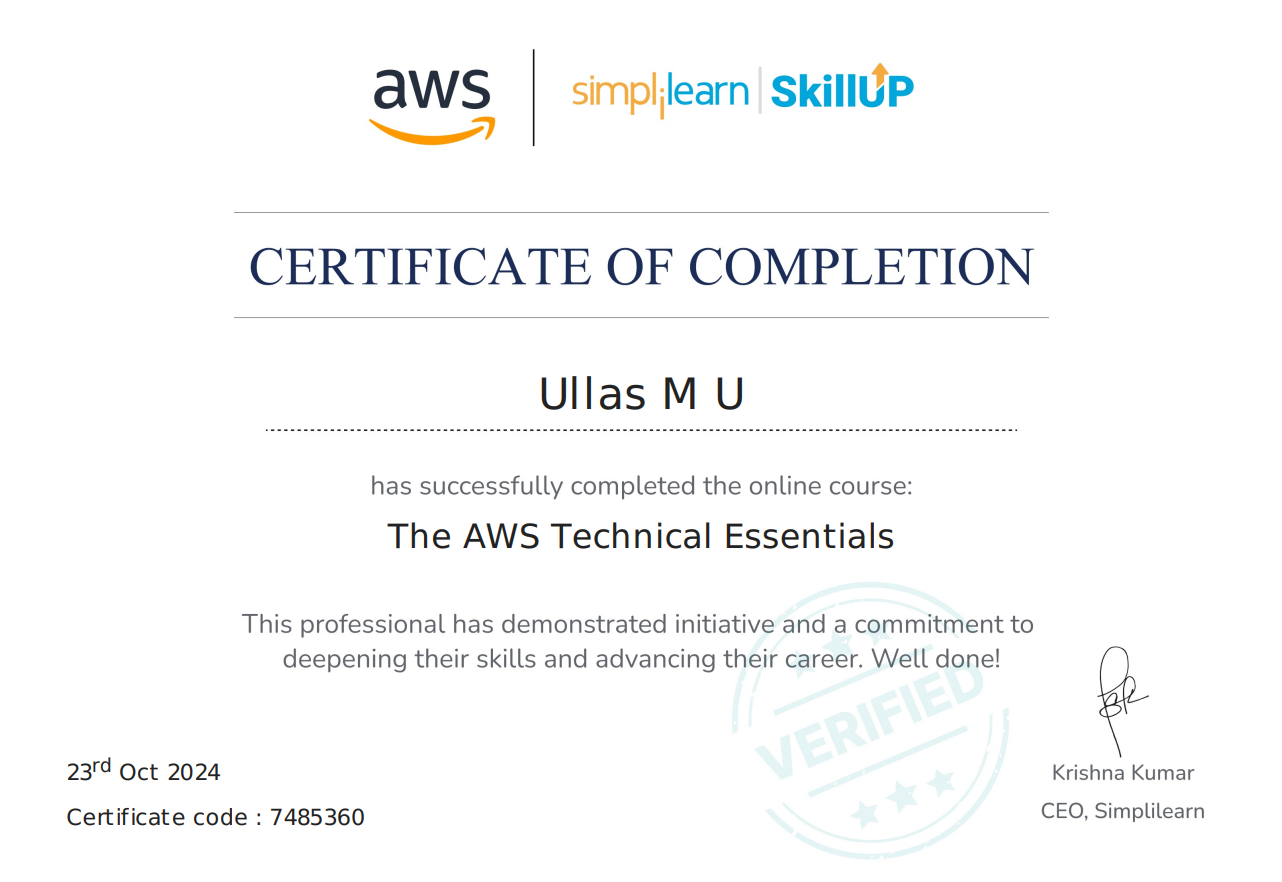 aws
simplilearn | SkillUP
CERTIFICATE OF COMPLETION
Ullas M U
has successfully completed the online course:
The AWS Technical Essentials
This professional has demonstrated initiative and a commitment to
deepening their skills and advancing their career. Well done!
VERIFIED
23rd Oct 2024
Certificate code : 7485360
Krishna Kumar
CEO, Simplilearn